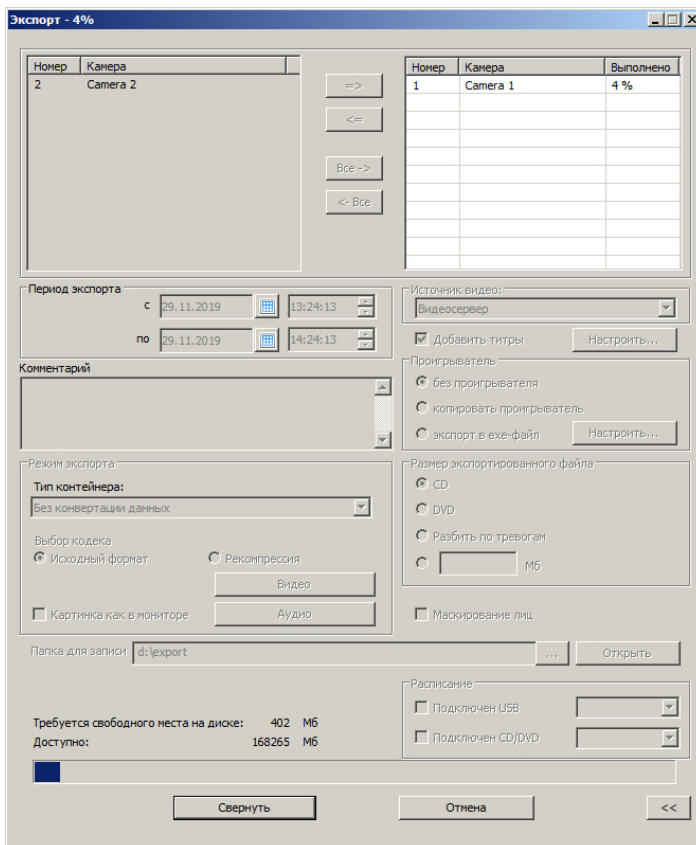 Экспорт - 4%
Номер Камера
2 Camera 2
=>
<=
Все ->
<- Все
Номер Камера Выполнено
1 Camera 1 4 %
Период экспорта
с 29.11.2019 13:24:13
по 29.11.2019 14:24:13
Источник видео:
Видеосервер
Добавить титры Настроить...
Комментарий
Проигрыватель
без проигрывателя
копировать проигрыватель
экспорт в exe-файл Настроить...
Режим экспорта
Тип контейнера:
Без конвертации данных
Выбор кодека
Исходный формат Рекомпрессия
Видео
Картинка как в мониторе Аудио
Размер экспортированного файла
CD
DVD
Разбить по тревогам
Мб
Маскирование лиц
Папка для записи d:\export ... Открыть
Расписание
Подключен USB
Подключен CD/DVD
Требуется свободного места на диске: 402 Мб
Доступно: 168265 Мб
Свернуть Отмена <<